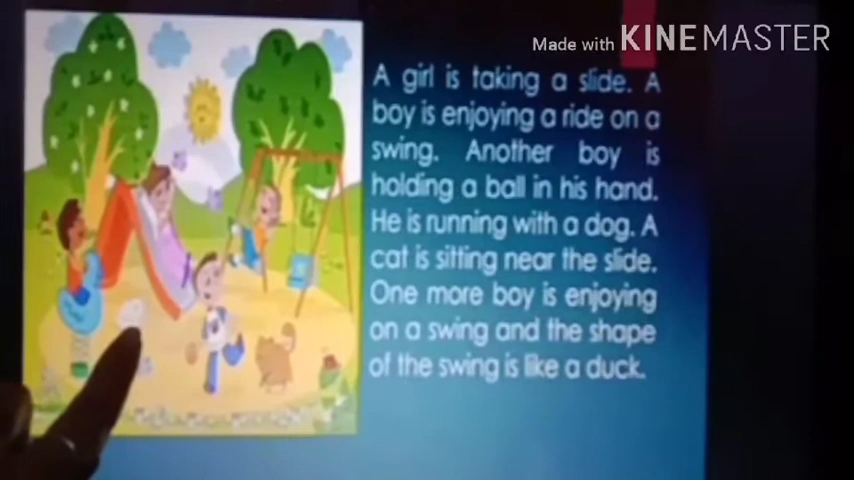 Made with KINEMASTER
A girl is taking a slide. A
boy is enjoying a ride on a
swing. Another boy is
holding a ball in his hand.
He is running with a dog. A
cat is sitting near the slide.
One more boy is enjoying
on a swing and the shape
of the swing is like a duck.